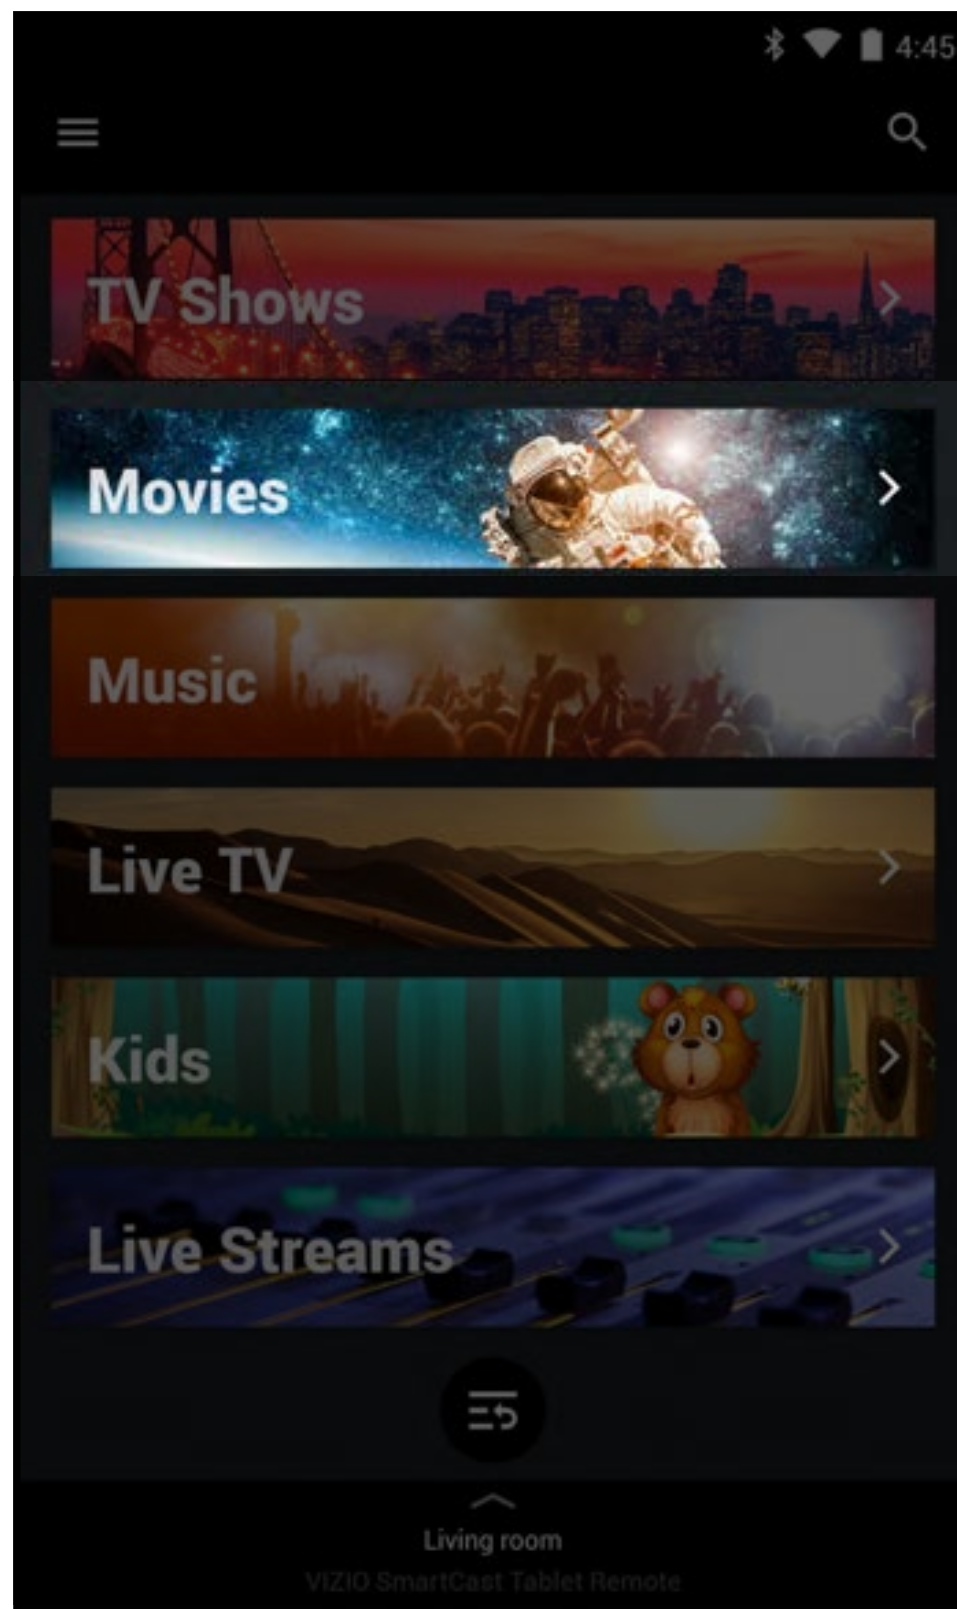 4:45
TV Shows
Movies
Music
Live TV
Kids
Live Streams
Living room
VIZIO SmartCast Tablet Remote